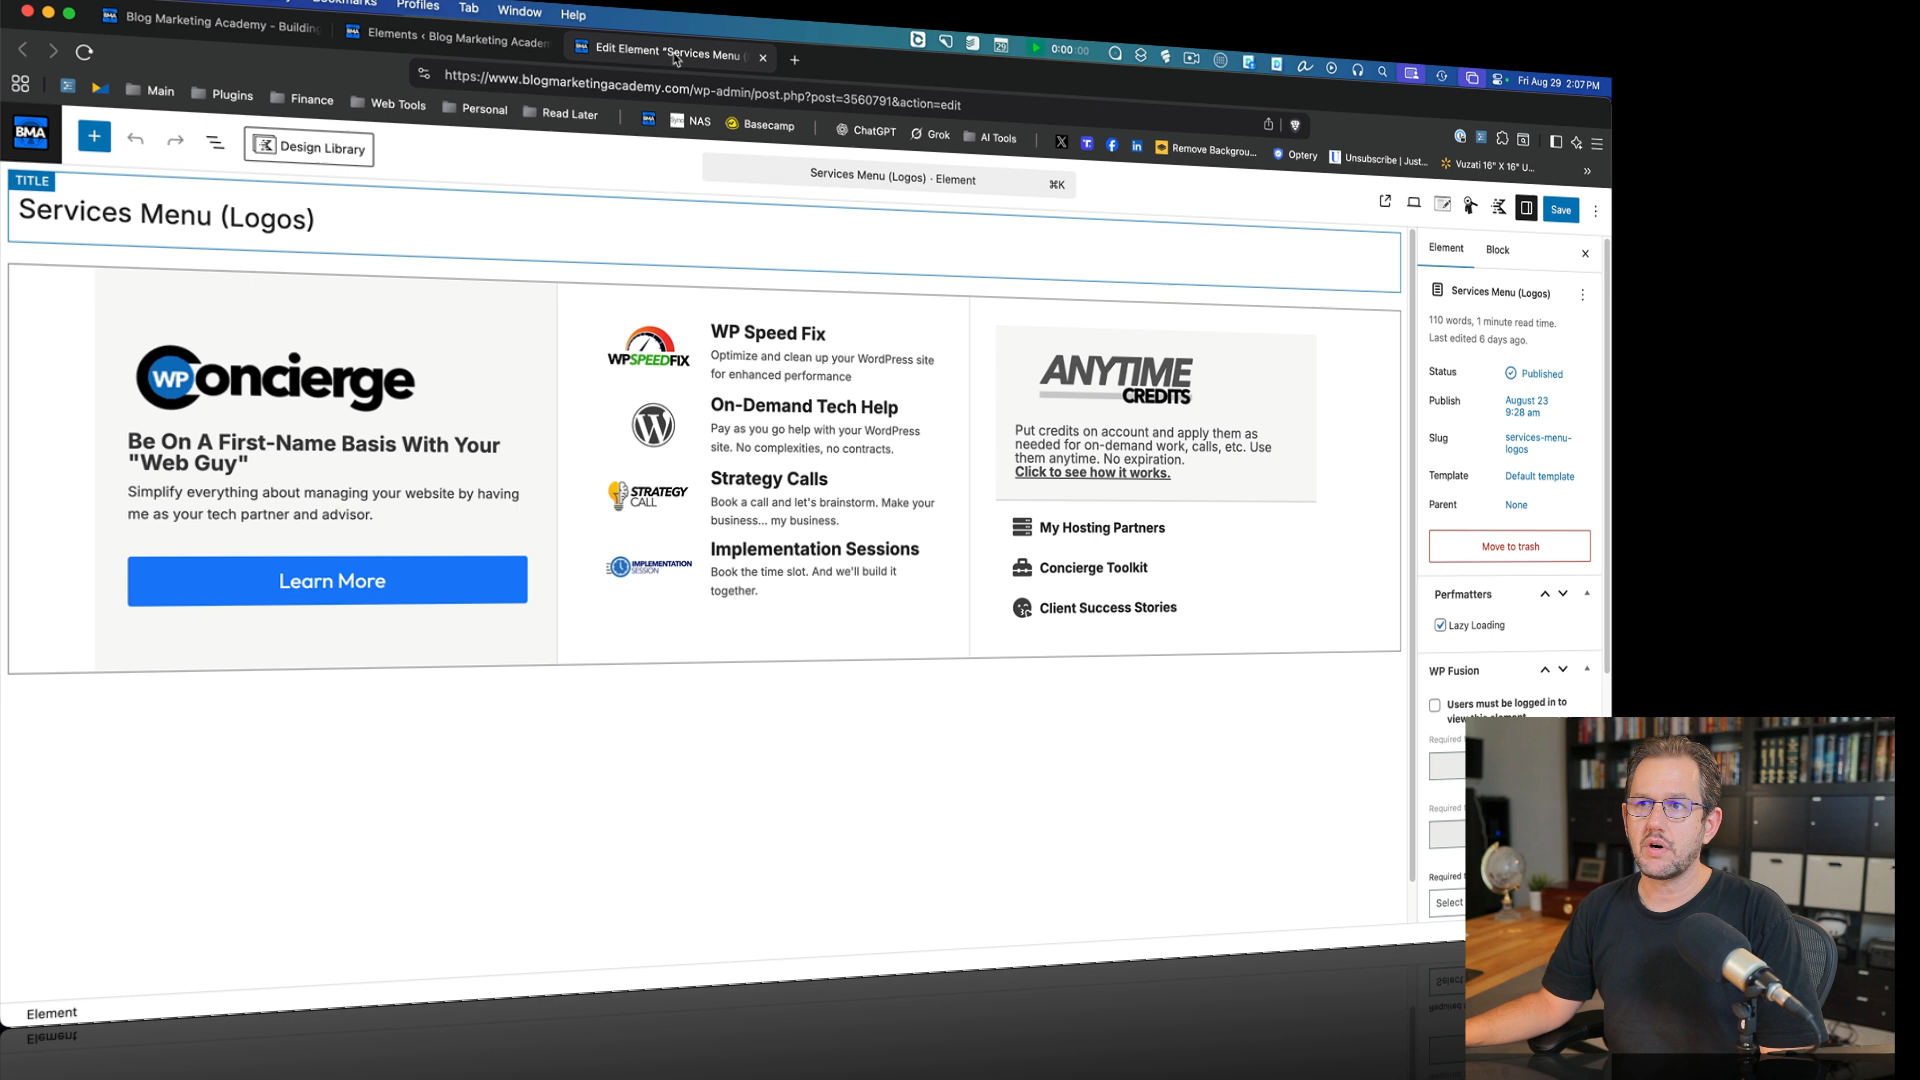 Bookmarks Profiles Tab Window Help
0:00:00
Fri Aug 29 2:07PM
Blog Marketing Academy - Building
Elements ‹ Blog Marketing Academ
Edit Element "Services Menu (
https://www.blogmarketingacademy.com/wp-admin/post.php?post=3560791&action=edit
Main Plugins Finance Web Tools Personal Read Later NAS Basecamp ChatGPT Grok AI Tools Remove Backgrou... Optery Unsubscribe | Just... Vuzati 16" X 16" U... »
BMA
Design Library
Services Menu (Logos) · Element ⌘K
Save
TITLE
Services Menu (Logos)
WP Concierge
Be On A First-Name Basis With Your
"Web Guy"
Simplify everything about managing your website by having
me as your tech partner and advisor.
Learn More
WPSPEEDFIX
WP Speed Fix
Optimize and clean up your WordPress site
for enhanced performance
On-Demand Tech Help
Pay as you go help with your WordPress
site. No complexities, no contracts.
STRATEGY
CALL
Strategy Calls
Book a call and let's brainstorm. Make your
business... my business.
IMPLEMENTATION
SESSION
Implementation Sessions
Book the time slot. And we'll build it
together.
ANYTIME
CREDITS
Put credits on account and apply them as
needed for on-demand work, calls, etc. Use
them anytime. No expiration.
Click to see how it works.
My Hosting Partners
Concierge Toolkit
Client Success Stories
Element Block
Services Menu (Logos)
110 words, 1 minute read time.
Last edited 6 days ago.
Status Published
Publish August 23
9:28 am
Slug services-menu-
logos
Template Default template
Parent None
Move to trash
Perfmatters
Lazy Loading
WP Fusion
Users must be logged in to
view this element
Required
Required
Required
Select
Element